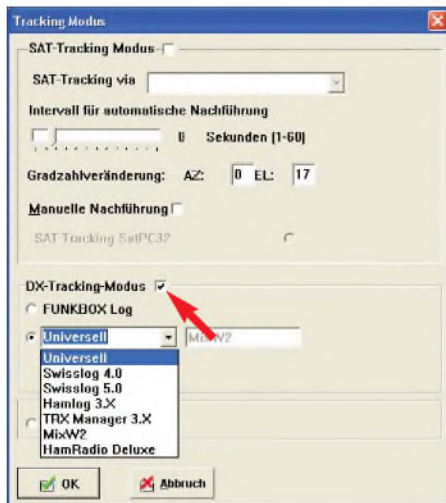 Tracking Modus
SAT-Tracking Modus
SAT-Tracking via
Intervall für automatische Nachführung
0 Sekunden (1-60)
Gradzahlveränderung: AZ: 0 EL: 17
Manuelle Nachführung
SAT-Tracking SatPC32
DX-Tracking-Modus
FUNKBOX Log
Universell MixW2
Universell
Swisslog 4.0
Swisslog 5.0
Hamlog 3.X
TRX Manager 3.X
MixW2
HamRadio Deluxe
OK Abbruch